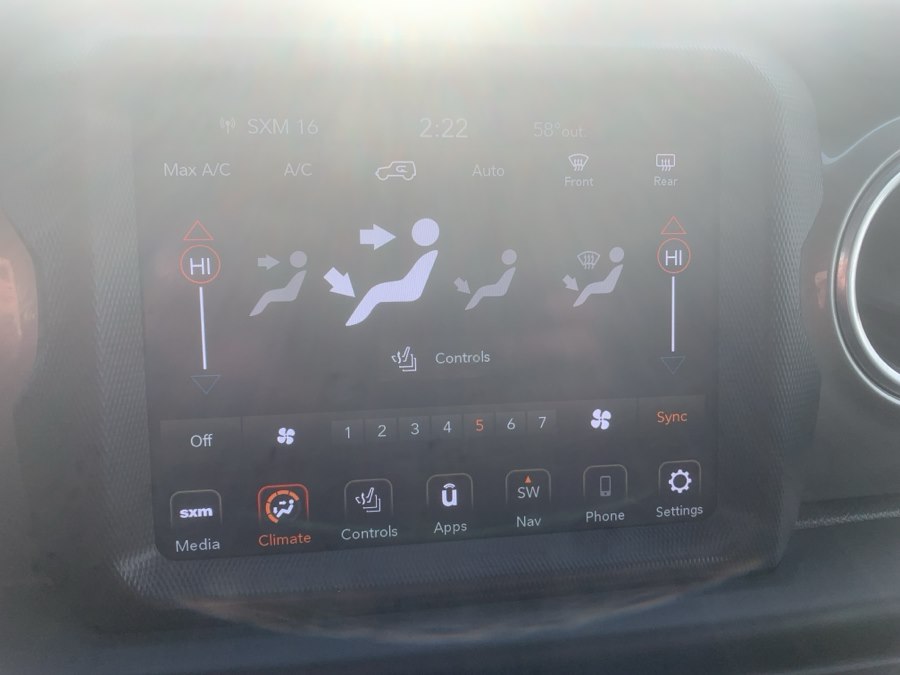 SXM 16 2:22 58° out.
Max A/C A/C Auto Front Rear
HI HI
Controls
Off 1 2 3 4 5 6 7 Sync
sxm u SW
Media Climate Controls Apps Nav Phone Settings